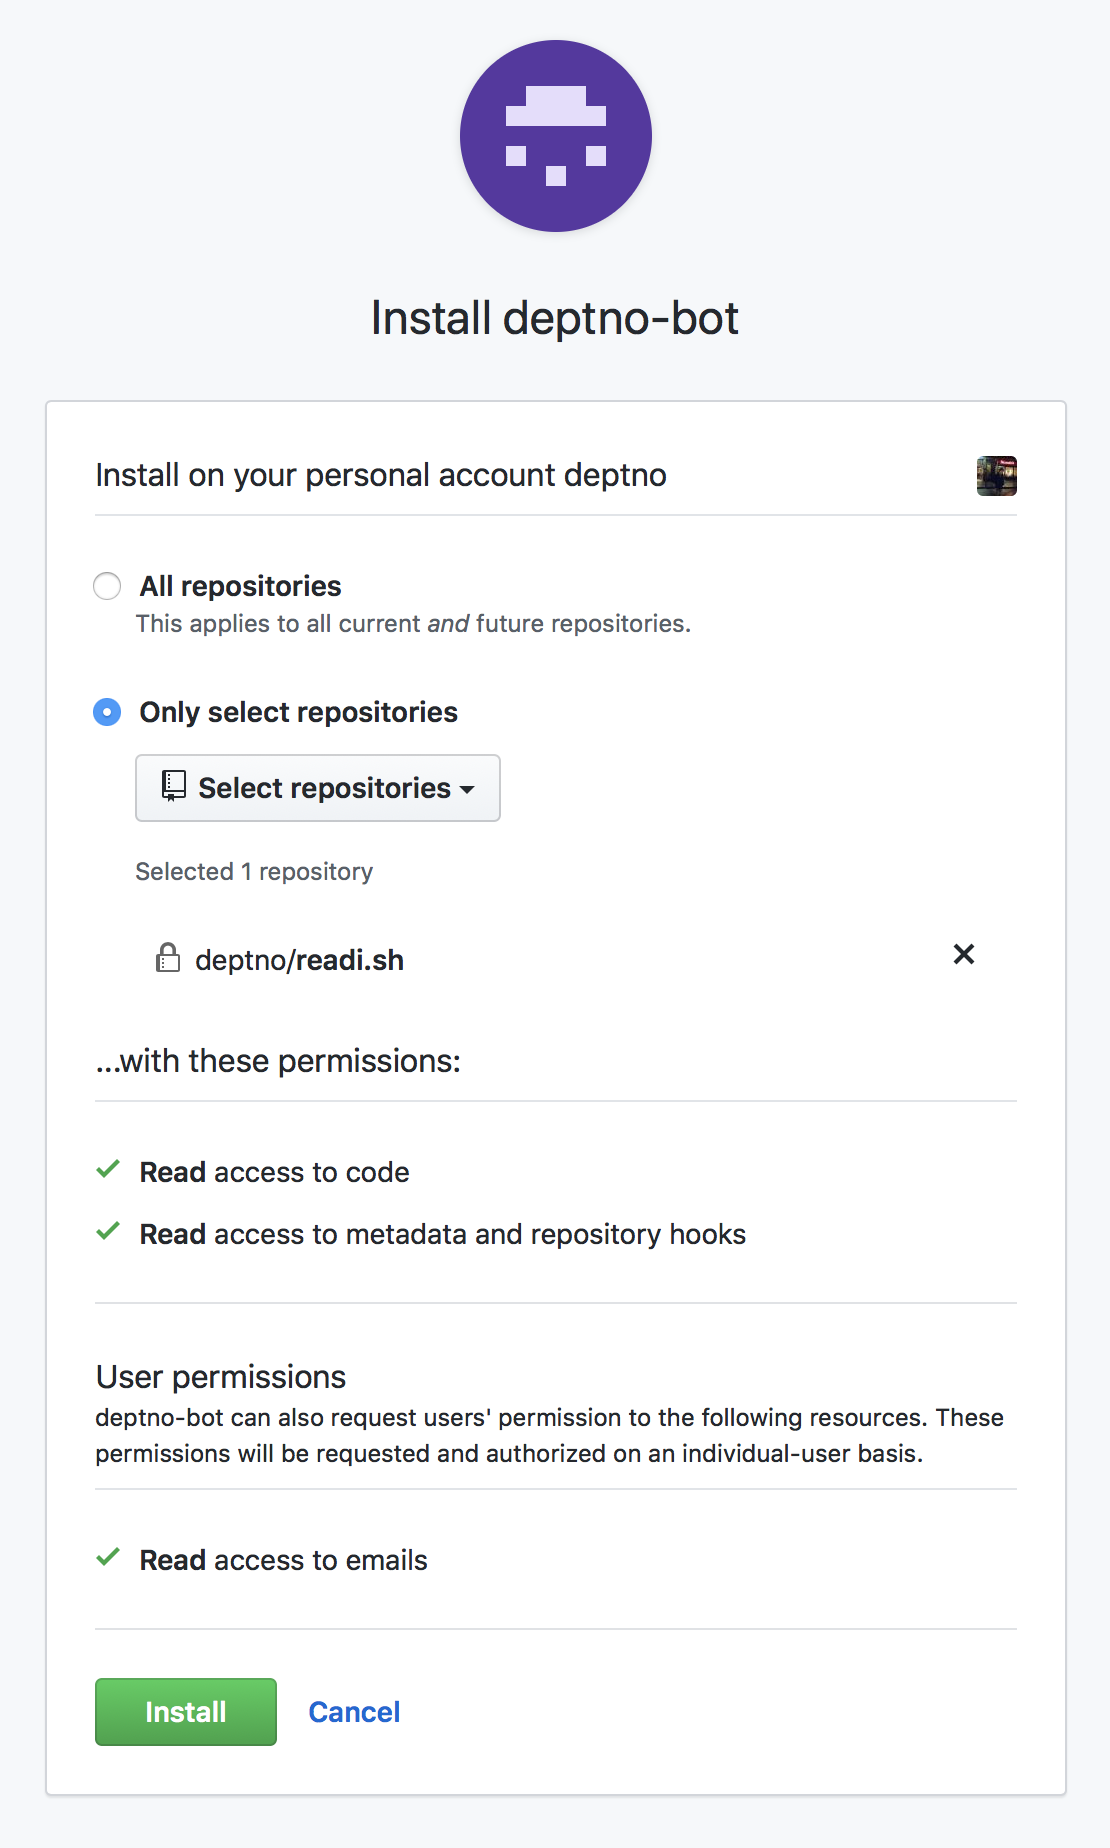 Install deptno-bot
Install on your personal account deptno
All repositories
This applies to all current and future repositories.
Only select repositories
Select repositories
Selected 1 repository
deptno/readi.sh
...with these permissions:
Read access to code
Read access to metadata and repository hooks
User permissions
deptno-bot can also request users' permission to the following resources. These
permissions will be requested and authorized on an individual-user basis.
Read access to emails
Install Cancel